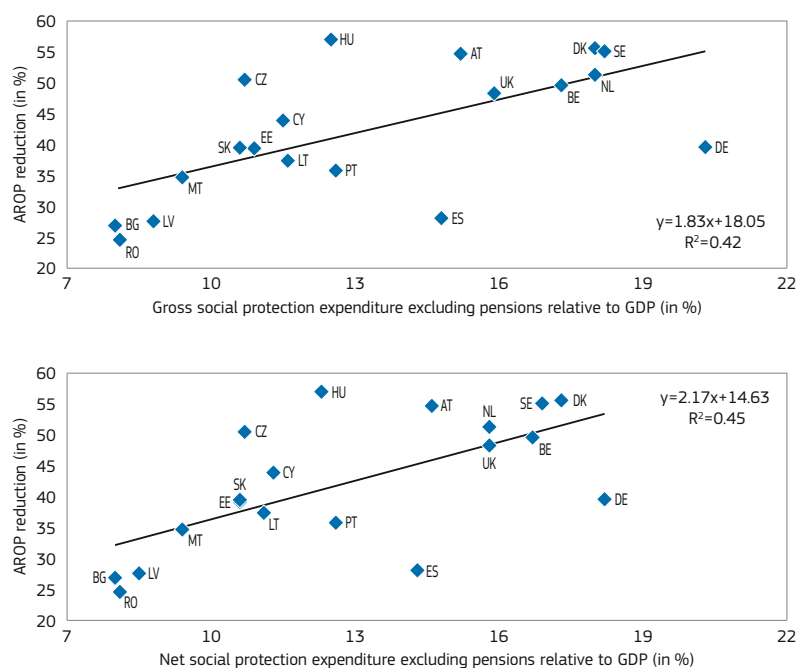 AROP reduction (in %)
60
55
50
45
40
35
30
25
20
HU
AT
DK
SE
CZ
UK
BE
NL
CY
SK
EE
LT
PT
DE
MT
BG
LV
RO
ES
y=1.83x+18.05
R²=0.42
7
10
13
16
19
22
Gross social protection expenditure excluding pensions relative to GDP (in %)
AROP reduction (in %)
60
55
50
45
40
35
30
25
20
HU
AT
NL
SE
DK
y=2.17x+14.63
R²=0.45
CZ
UK
BE
CY
SK
EE
LT
PT
DE
MT
BG
LV
RO
ES
7
10
13
16
19
22
Net social protection expenditure excluding pensions relative to GDP (in %)